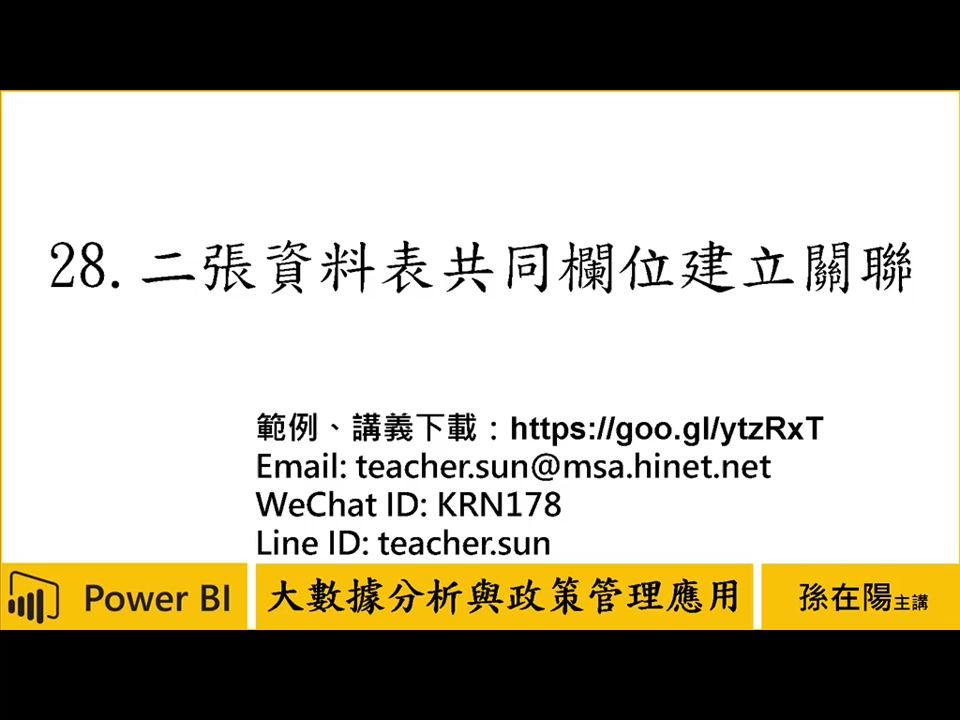 28.二張資料表共同欄位建立關聯
範例、講義下載：https://goo.gl/ytzRxT
Email: teacher.sun@msa.hinet.net
WeChat ID: KRN178
Line ID: teacher.sun
Power BI 大數據分析與政策管理應用 孫在陽主講